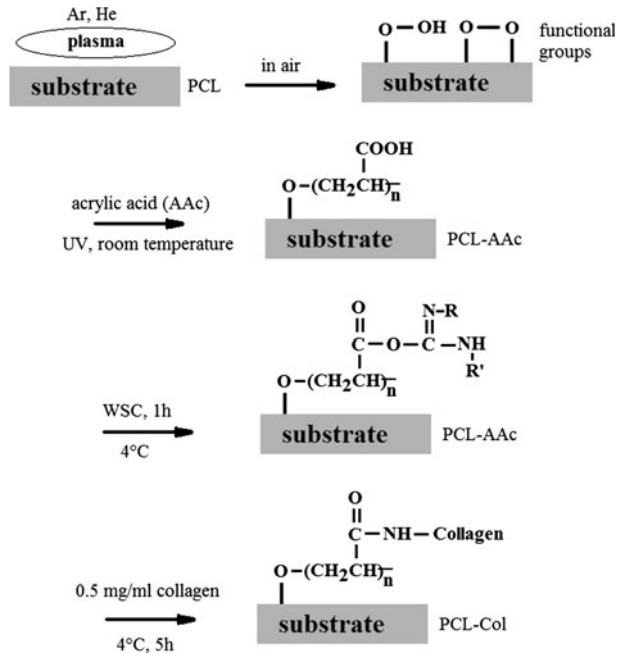 Ar, He
plasma
substrate PCL
in air
O–OH O–O
functional
groups
acrylic acid (AAc)
UV, room temperature
COOH
O–(CH₂CH)n
substrate PCL-AAc
WSC, 1h
4°C
O N–R
C–O–C–NH
R'
O–(CH₂CH)n
substrate PCL-AAc
0.5 mg/ml collagen
4°C, 5h
O
C–NH–Collagen
O–(CH₂CH)n
substrate PCL-Col